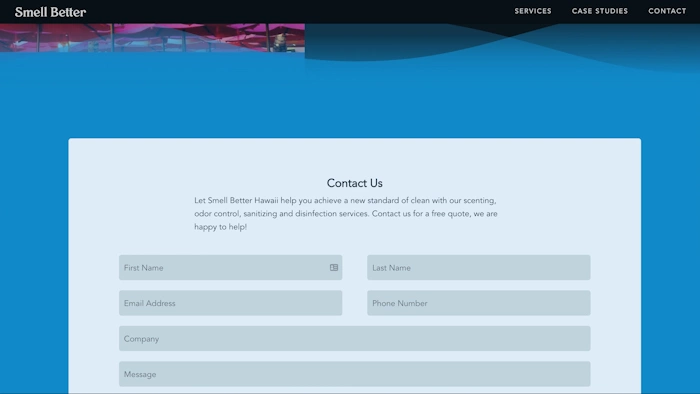 Smell Better
SERVICES CASE STUDIES CONTACT
Contact Us
Let Smell Better Hawaii help you achieve a new standard of clean with our scenting,
odor control, sanitizing and disinfection services. Contact us for a free quote, we are
happy to help!
First Name Last Name
Email Address Phone Number
Company
Message